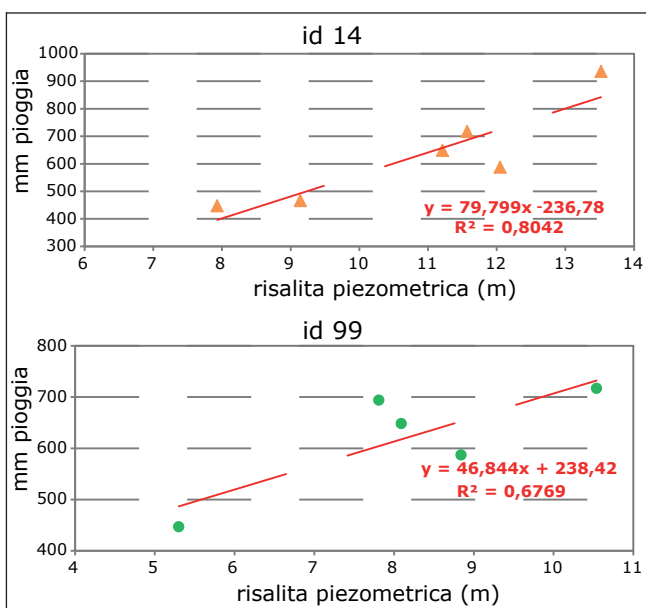 id 14
mm pioggia
1000
900
800
700
600
500
400
300
6 7 8 9 10 11 12 13 14
y = 79,799x -236,78
R² = 0,8042
risalita piezometrica (m)
id 99
mm pioggia
800
700
600
500
400
4 5 6 7 8 9 10 11
y = 46,844x + 238,42
R² = 0,6769
risalita piezometrica (m)